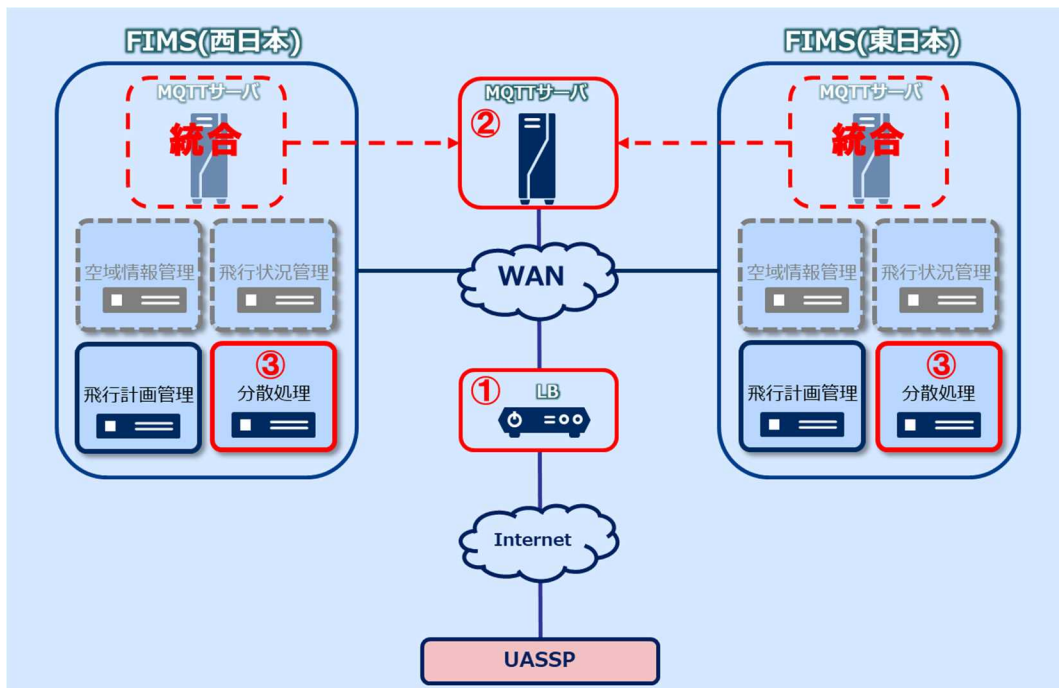 FIMS(西日本)
MQTTサーバ
統合
空域情報管理
飛行状況管理
飛行計画管理
③
分散処理
MQTTサーバ
②
WAN
①
LB
Internet
UASSP
FIMS(東日本)
MQTTサーバ
統合
空域情報管理
飛行状況管理
飛行計画管理
③
分散処理